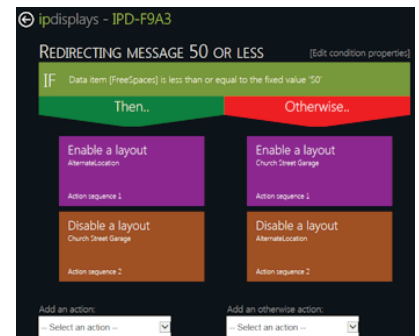 ipdisplays - IPD-F9A3
REDIRECTING MESSAGE 50 OR LESS
[Edit condition properties]
IF Data item [FreeSpaces] is less than or equal to the fixed value '50'
Then.. Otherwise..
Enable a layout
AlternateLocation
Action sequence 1
Enable a layout
Church Street Garage
Action sequence 1
Disable a layout
Church Street Garage
Action sequence 2
Disable a layout
AlternateLocation
Action sequence 2
Add an action:
-- Select an action --
Add an otherwise action:
-- Select an action --